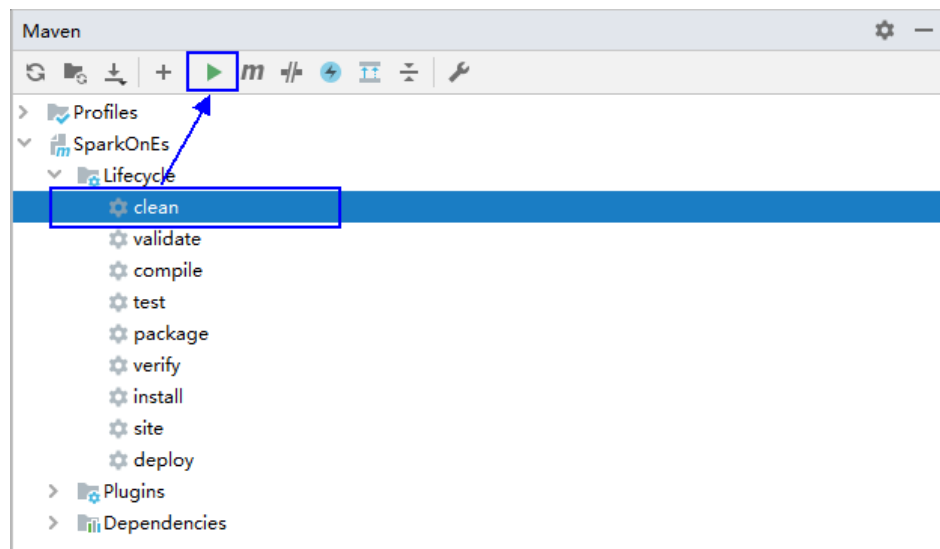 Maven
m
Profiles
SparkOnEs
Lifecycle
clean
validate
compile
test
package
verify
install
site
deploy
Plugins
Dependencies